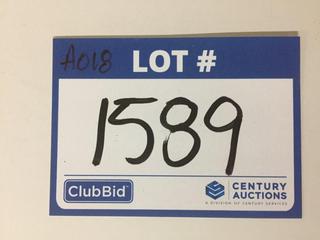 A018 LOT #
1589
ClubBid
CENTURY
AUCTIONS
A DIVISION OF CENTURY SERVICES